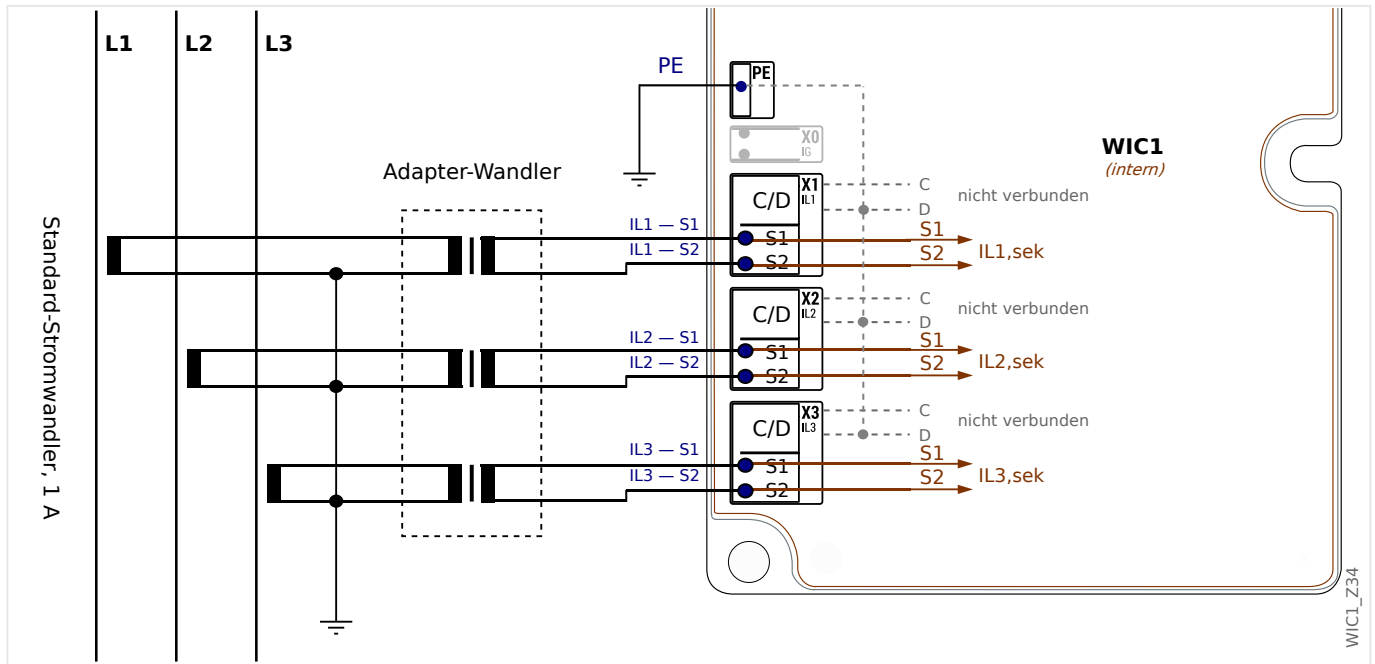 L1
L2
L3
PE
PE
X0
IG
WIC1
(intern)
Adapter-Wandler
Standard-Stromwandler, 1 A
C/D
X1
IL1
C
D
nicht verbunden
IL1 — S1
IL1 — S2
S1
S2
S1
S2
IL1,sek
C/D
X2
IL2
C
D
nicht verbunden
IL2 — S1
IL2 — S2
S1
S2
S1
S2
IL2,sek
C/D
X3
IL3
C
D
nicht verbunden
IL3 — S1
IL3 — S2
S1
S2
S1
S2
IL3,sek
WIC1_Z34